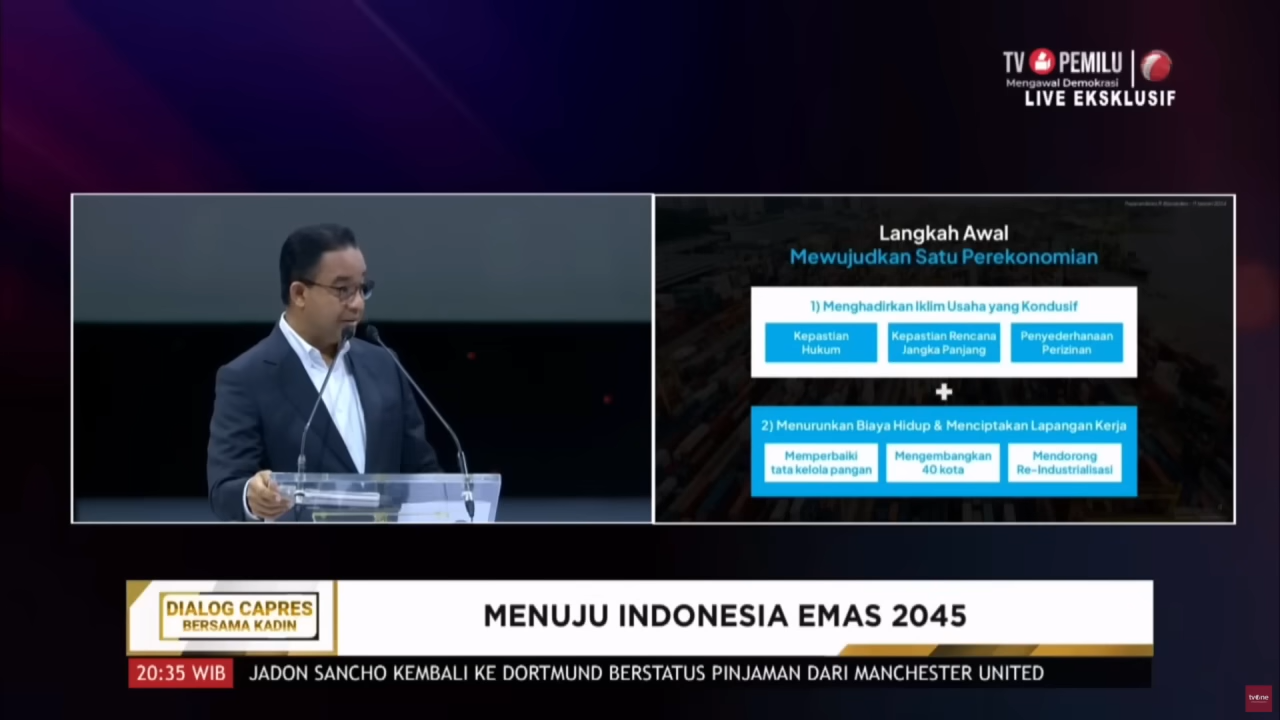 TV PEMILU
Mengawal Demokrasi
LIVE EKSKLUSIF
Langkah Awal
Mewujudkan Satu Perekonomian
1) Menghadirkan Iklim Usaha yang Kondusif
Kepastian
Hukum
Kepastian Rencana
Jangka Panjang
Penyederhanaan
Perizinan
+
2) Menurunkan Biaya Hidup & Menciptakan Lapangan Kerja
Memperbaiki
tata kelola pangan
Mengembangkan
40 kota
Mendorong
Re-Industrialisasi
DIALOG CAPRES
BERSAMA KADIN
MENUJU INDONESIA EMAS 2045
20:35 WIB JADON SANCHO KEMBALI KE DORTMUND BERSTATUS PINJAMAN DARI MANCHESTER UNITED
tvOne